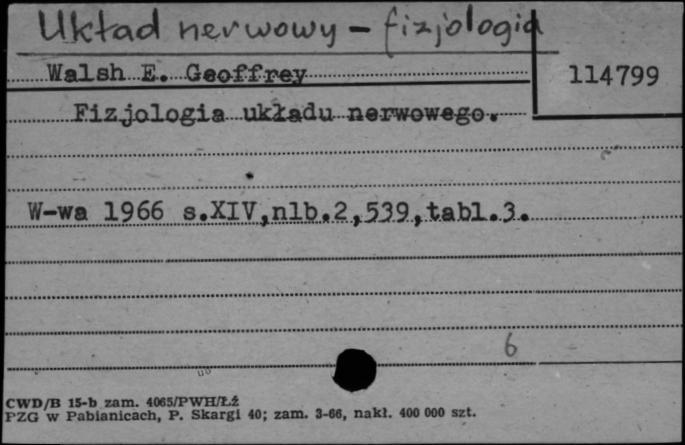 Układ nerwowy - fizjologia
Walsh E. Geoffrey
114799
Fizjologia układu nerwowego.
W-wa 1966 s.XIV,nlb.2,539,tabl.3.
6
CWD/B 15-b zam. 4065/PWH/Łż
PZG w Pabianicach, P. Skargi 40; zam. 3-66, nakł. 400 000 szt.